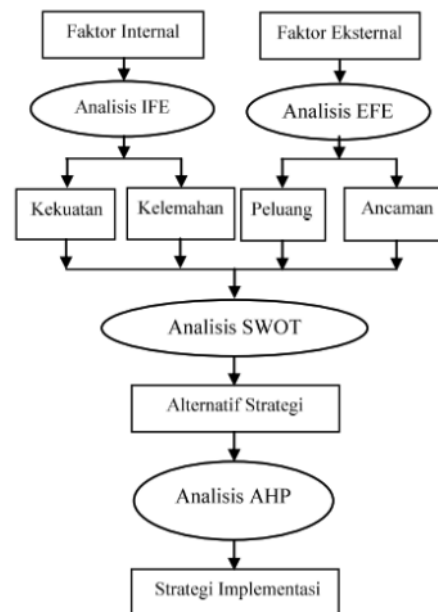 Faktor Internal
Faktor Eksternal
Analisis IFE
Analisis EFE
Kekuatan
Kelemahan
Peluang
Ancaman
Analisis SWOT
Alternatif Strategi
Analisis AHP
Strategi Implementasi